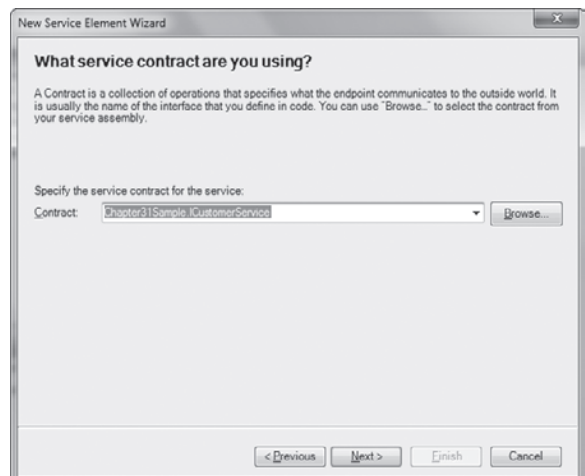 New Service Element Wizard
What service contract are you using?
A Contract is a collection of operations that specifies what the endpoint communicates to the outside world. It
is usually the name of the interface that you define in code. You can use "Browse..." to select the contract from
your service assembly.
Specify the service contract for the service:
Contract: Chapter31Sample.ICustomerService Browse...
< Previous Next > Finish Cancel